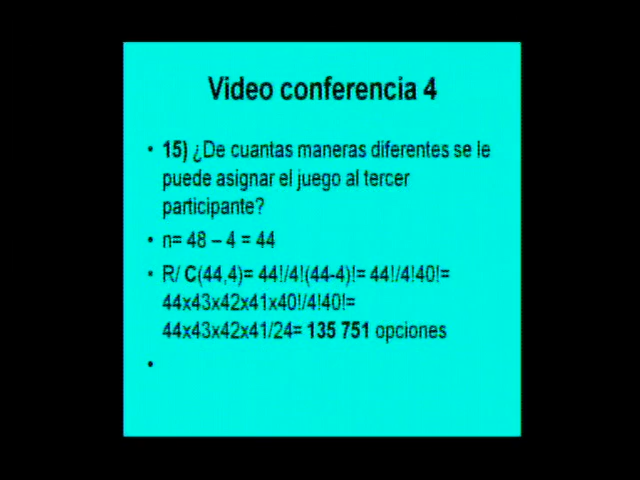 Video conferencia 4
• 15) ¿De cuantas maneras diferentes se le
puede asignar el juego al tercer
participante?
• n= 48 – 4 = 44
• R/ C(44,4)= 44!/4!(44-4)!= 44!/4!40!=
44x43x42x41x40!/4!40!=
44x43x42x41/24= 135 751 opciones
•